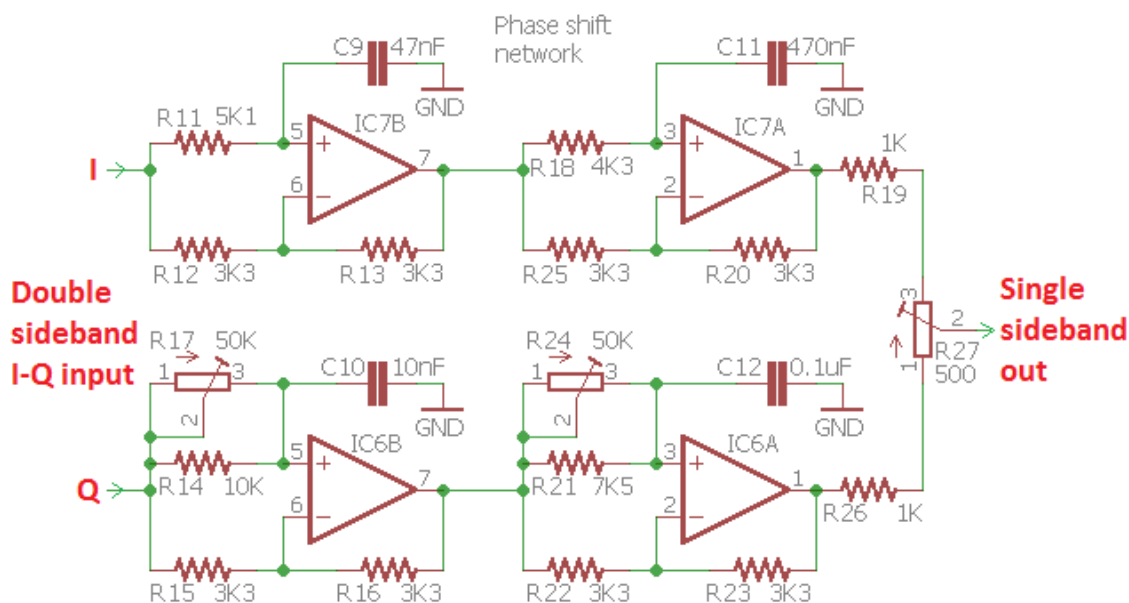 Phase shift
network
C9 47nF
C11 470nF
GND
GND
R11 5K1
IC7B
IC7A
1K
5
+
7
3
+
1
R18 4K3
R19
I
6
−
2
−
R12 3K3
R13 3K3
R25 3K3
R20 3K3
Double
sideband
I-Q input
3
2
R27
500
1
Single
sideband
out
R17 50K
R24 50K
1
3
C10 10nF
1
3
C12 0.1uF
2
GND
2
GND
IC6B
IC6A
5
+
7
3
+
1
R14 10K
R21 7K5
Q
6
−
2
−
R26 1K
R15 3K3
R16 3K3
R22 3K3
R23 3K3